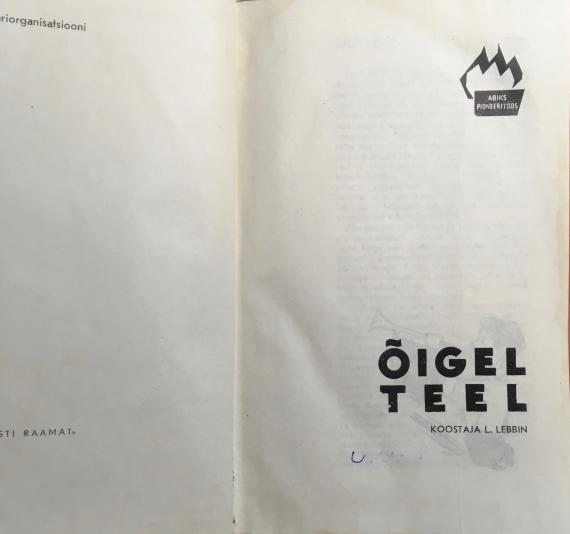 riorganisatsiooni
STI RAAMAT»
ABIKS
PIONEERITÖÖS
ÕIGEL
TEEL
KOOSTAJA L. LEBBIN